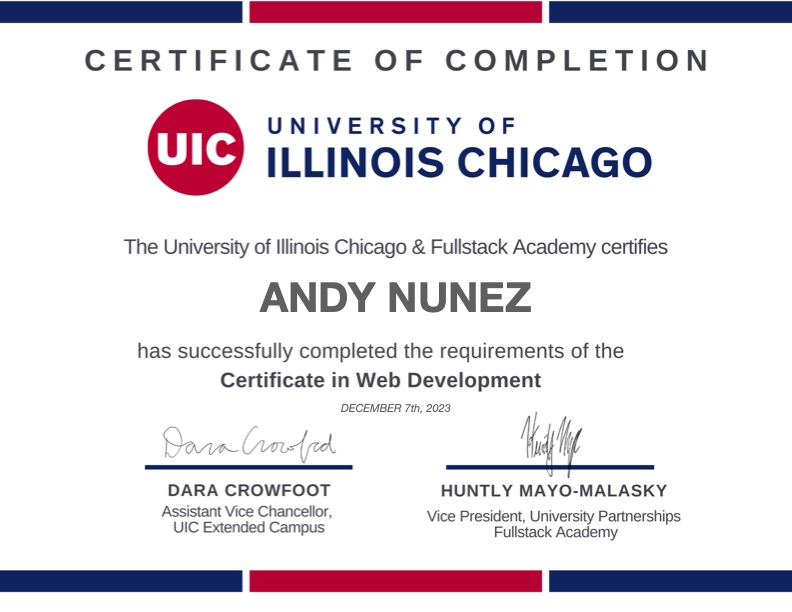 CERTIFICATE OF COMPLETION
UIC
UNIVERSITY OF
ILLINOIS CHICAGO
The University of Illinois Chicago & Fullstack Academy certifies
ANDY NUNEZ
has successfully completed the requirements of the
Certificate in Web Development
DECEMBER 7th, 2023
Dara Crowfoot
DARA CROWFOOT
Assistant Vice Chancellor,
UIC Extended Campus
HUNTLY MAYO-MALASKY
Vice President, University Partnerships
Fullstack Academy